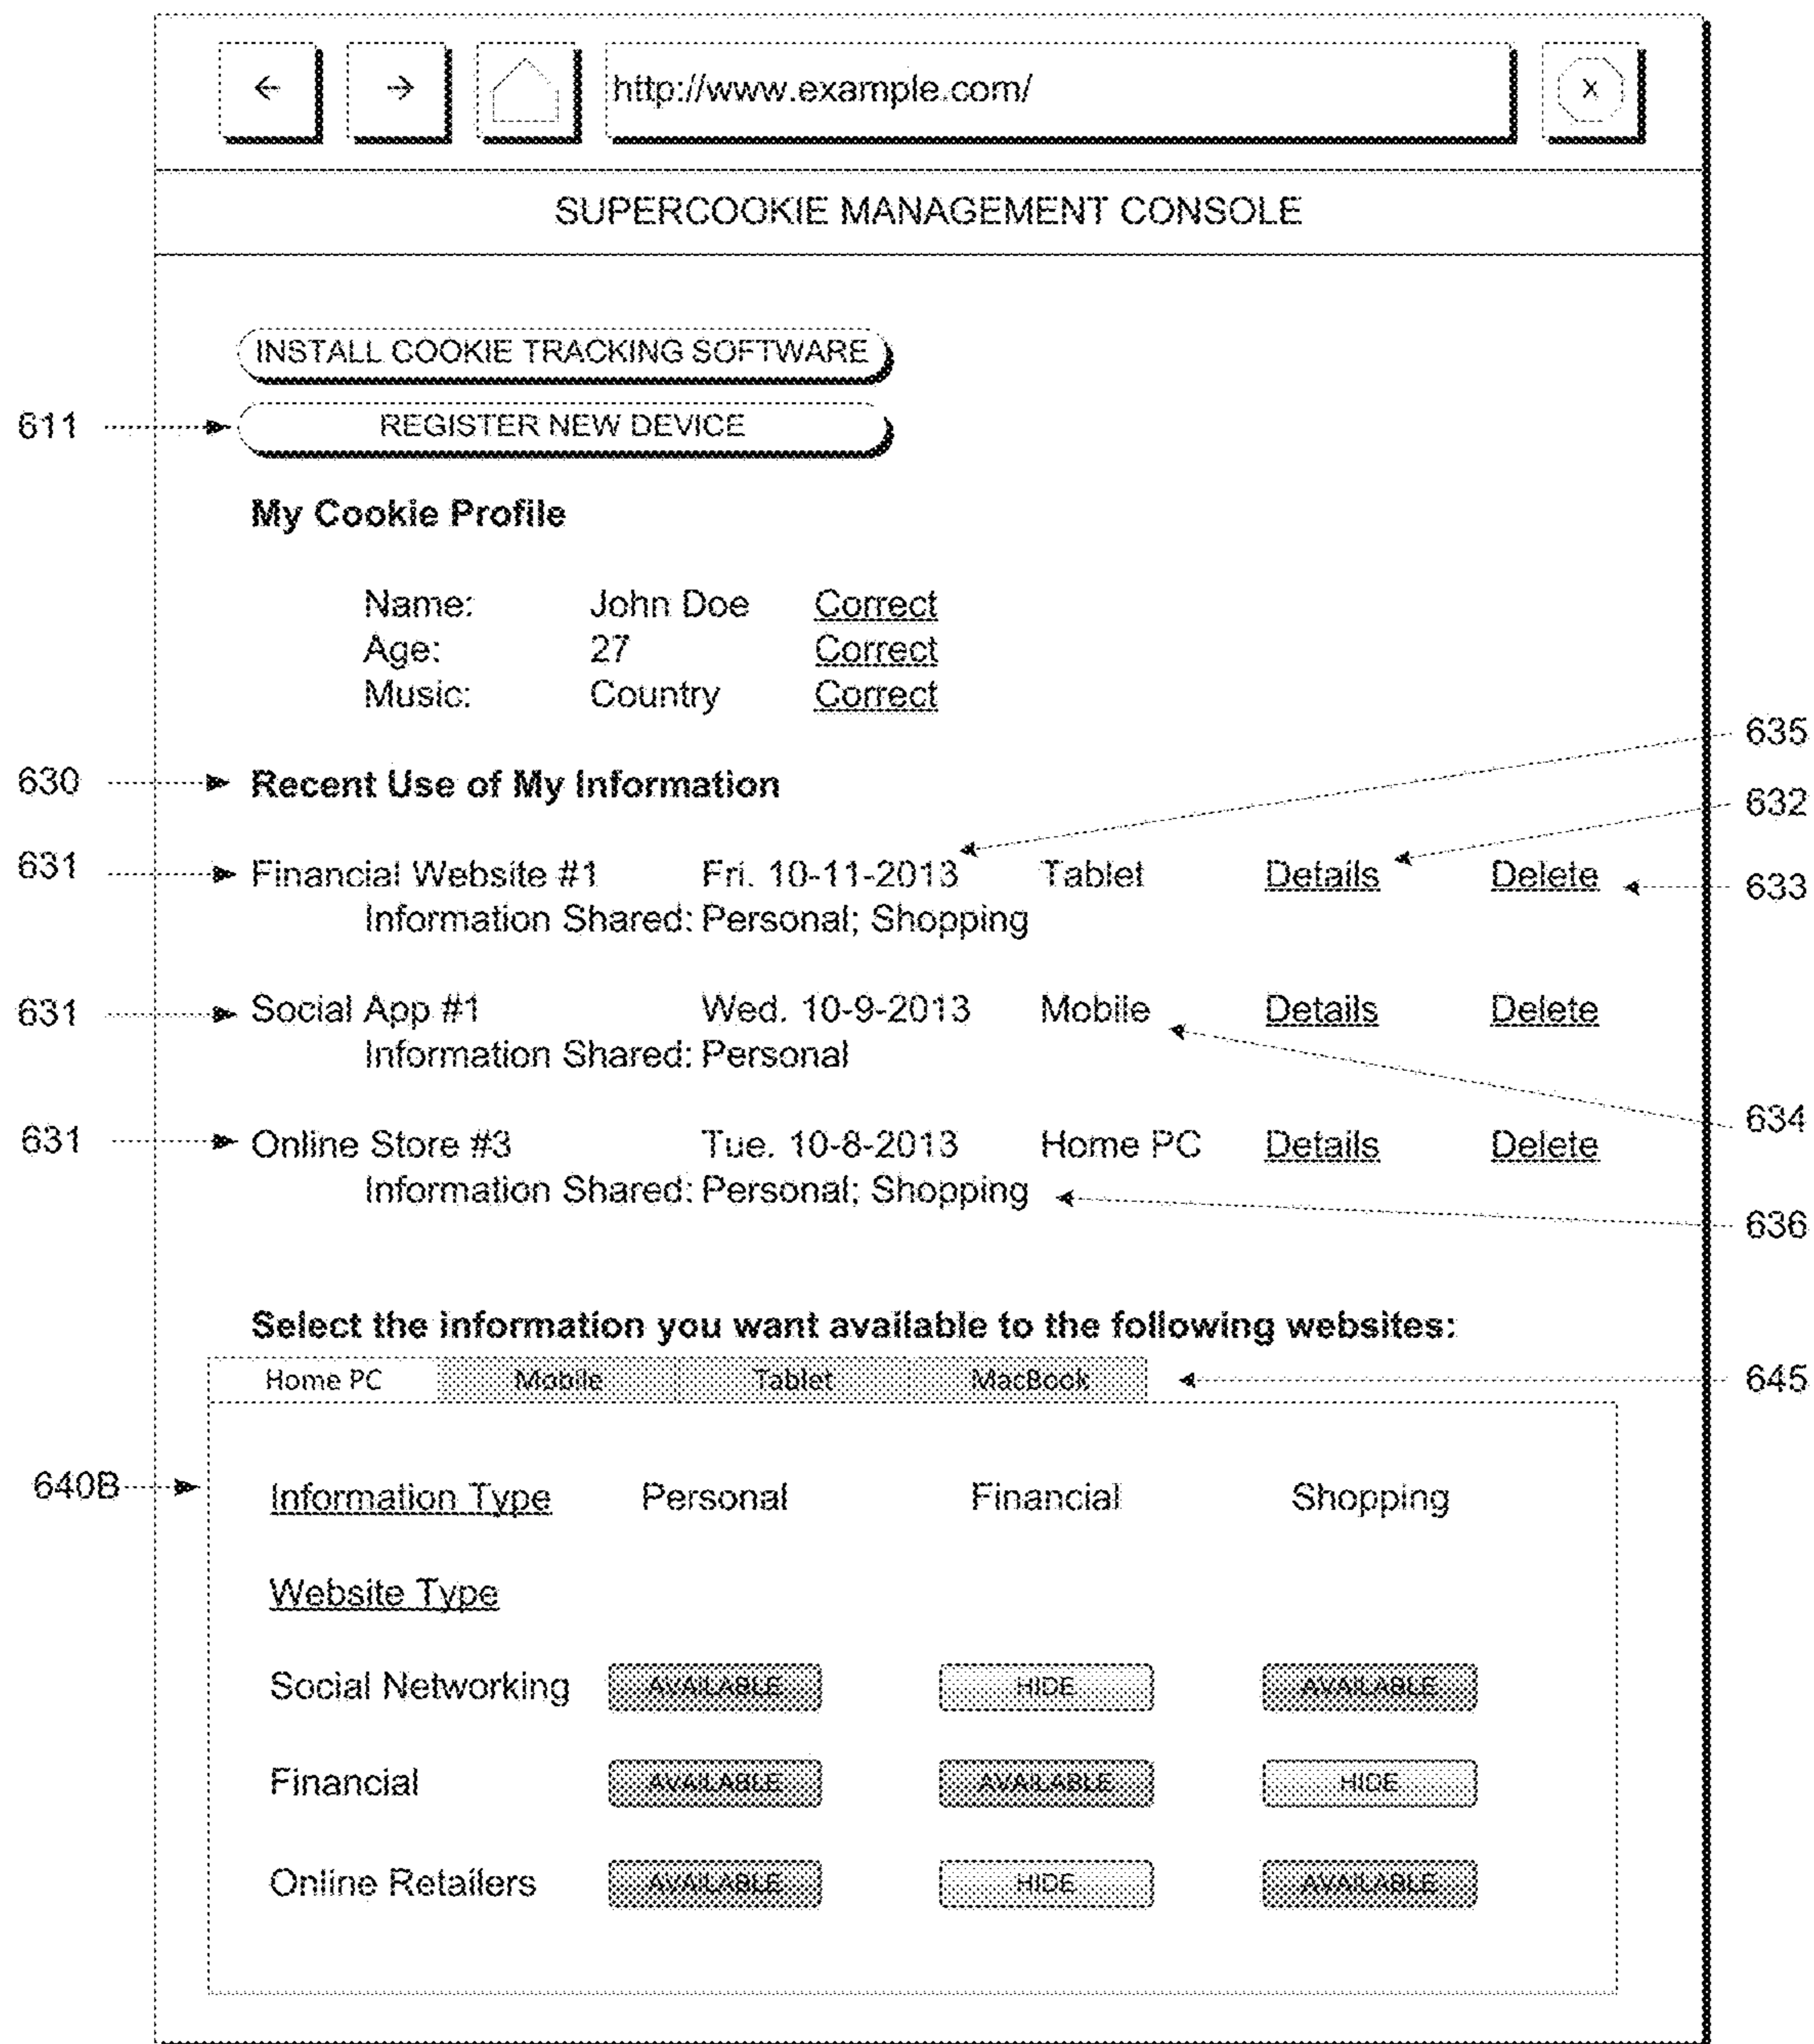 ← → http://www.example.com/ x
SUPERCOOKIE MANAGEMENT CONSOLE
INSTALL COOKIE TRACKING SOFTWARE
611 REGISTER NEW DEVICE
My Cookie Profile
Name: John Doe Correct
Age: 27 Correct
Music: Country Correct
635
630 Recent Use of My Information
632
631 Financial Website #1 Fri. 10-11-2013 Tablet Details Delete 633
Information Shared: Personal; Shopping
631 Social App #1 Wed. 10-9-2013 Mobile Details Delete
Information Shared: Personal
634
631 Online Store #3 Tue. 10-8-2013 Home PC Details Delete
Information Shared: Personal; Shopping
636
Select the information you want available to the following websites:
Home PC Mobile Tablet MacBook 645
640B Information Type Personal Financial Shopping
Website Type
Social Networking AVAILABLE HIDE AVAILABLE
Financial AVAILABLE AVAILABLE HIDE
Online Retailers AVAILABLE HIDE AVAILABLE